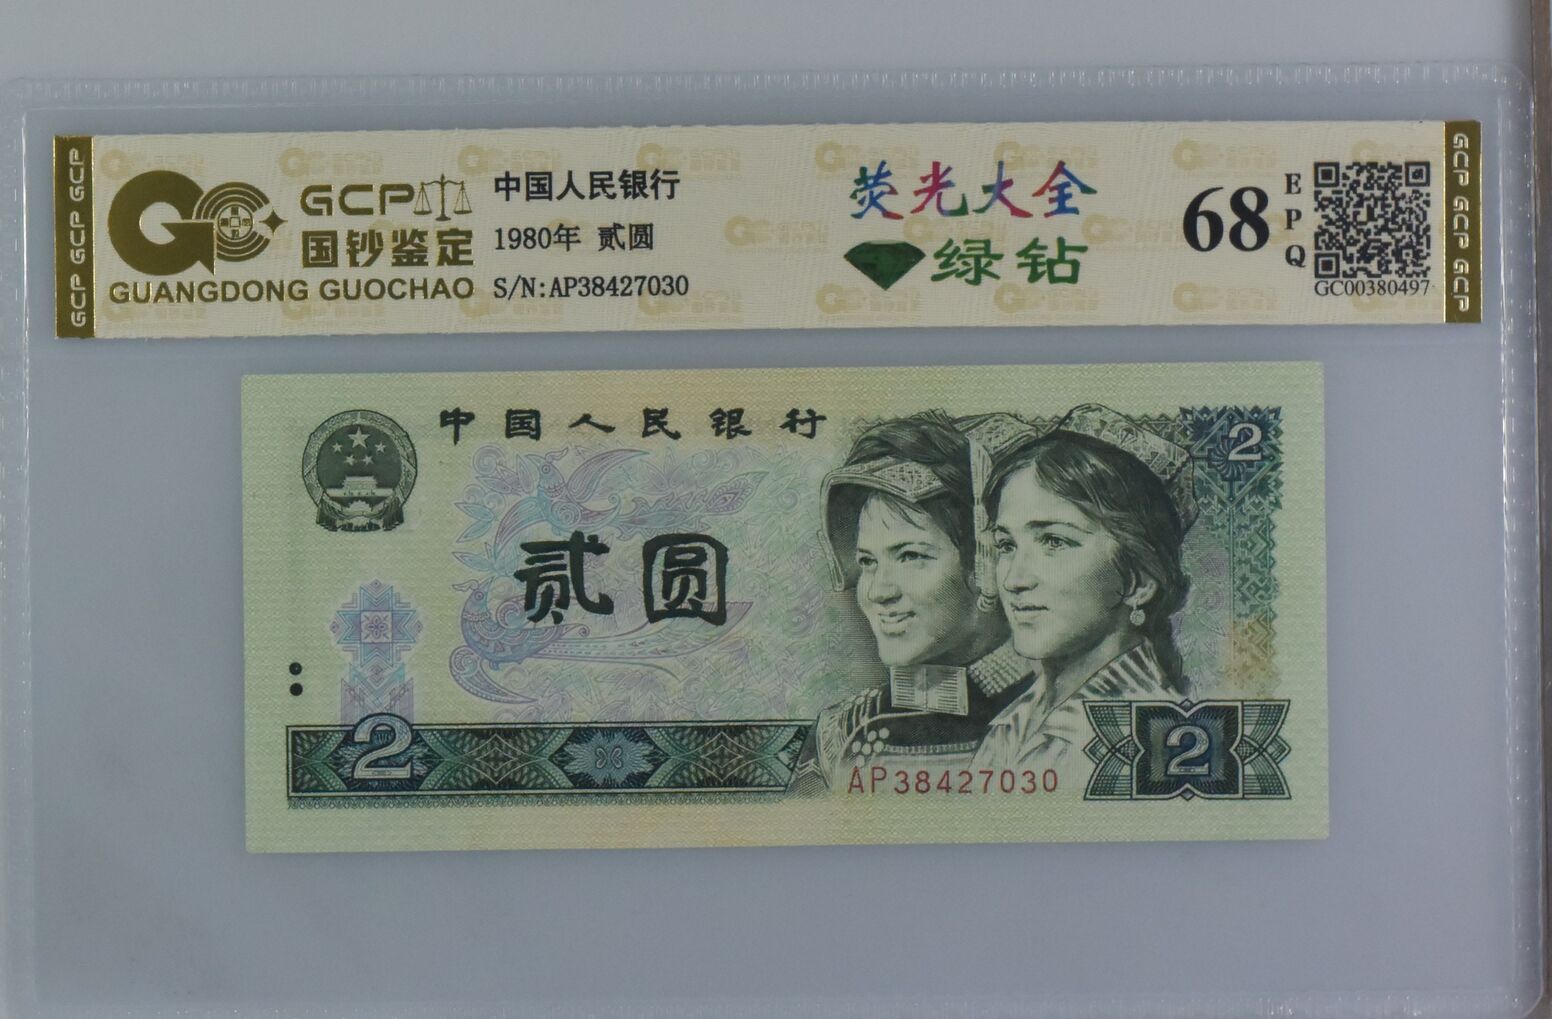 GCP GCP GCP
GCP
国钞鉴定
GUANGDONG GUOCHAO
中国人民银行
1980年 贰圆
S/N:AP38427030
荧光大全
绿钻
68
EPQ
GC00380497
GCP GCP GCP
中国人民银行
2
贰圆
2
AP38427030
2